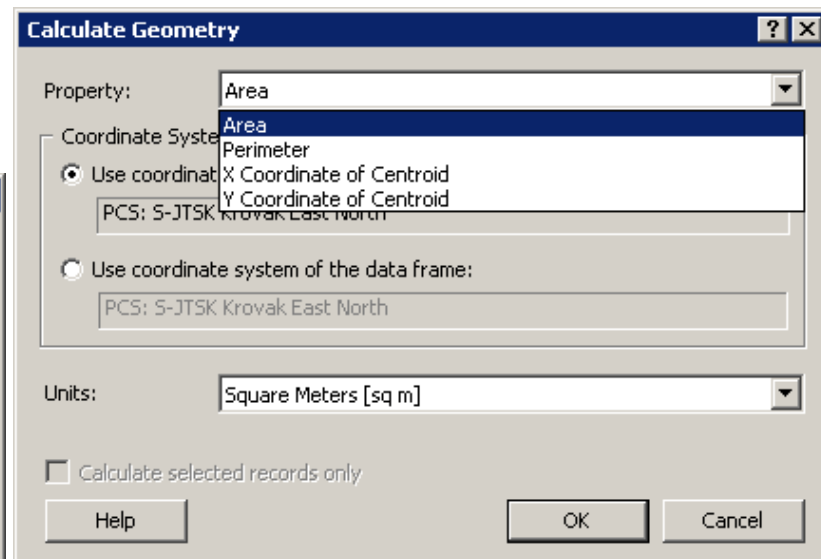 Calculate Geometry
Property:
Area
Area
Perimeter
X Coordinate of Centroid
Y Coordinate of Centroid
Coordinate Syste
Use coordinat
PCS: S-JTSK Krovak East North
Use coordinate system of the data frame:
PCS: S-JTSK Krovak East North
Units:
Square Meters [sq m]
Calculate selected records only
Help
OK
Cancel